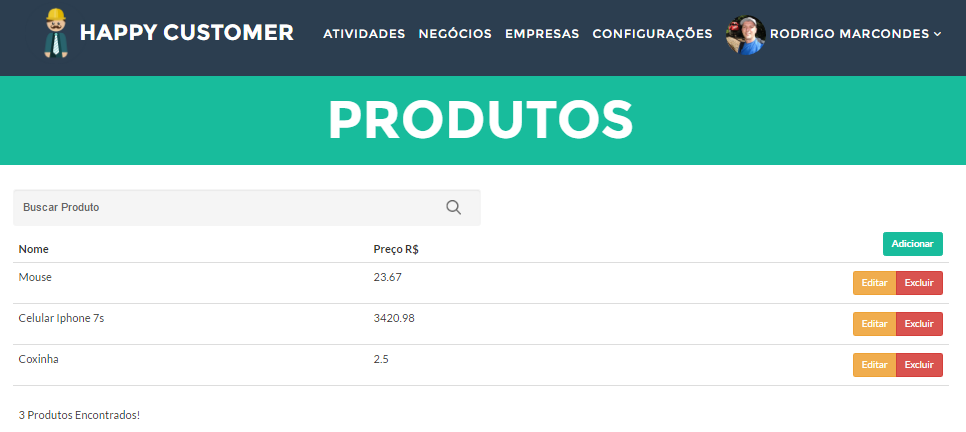 HAPPY CUSTOMER ATIVIDADES NEGÓCIOS EMPRESAS CONFIGURAÇÕES RODRIGO MARCONDES
PRODUTOS
Buscar Produto
Nome Preço R$ Adicionar
Mouse 23.67 Editar Excluir
Celular Iphone 7s 3420.98 Editar Excluir
Coxinha 2.5 Editar Excluir
3 Produtos Encontrados!